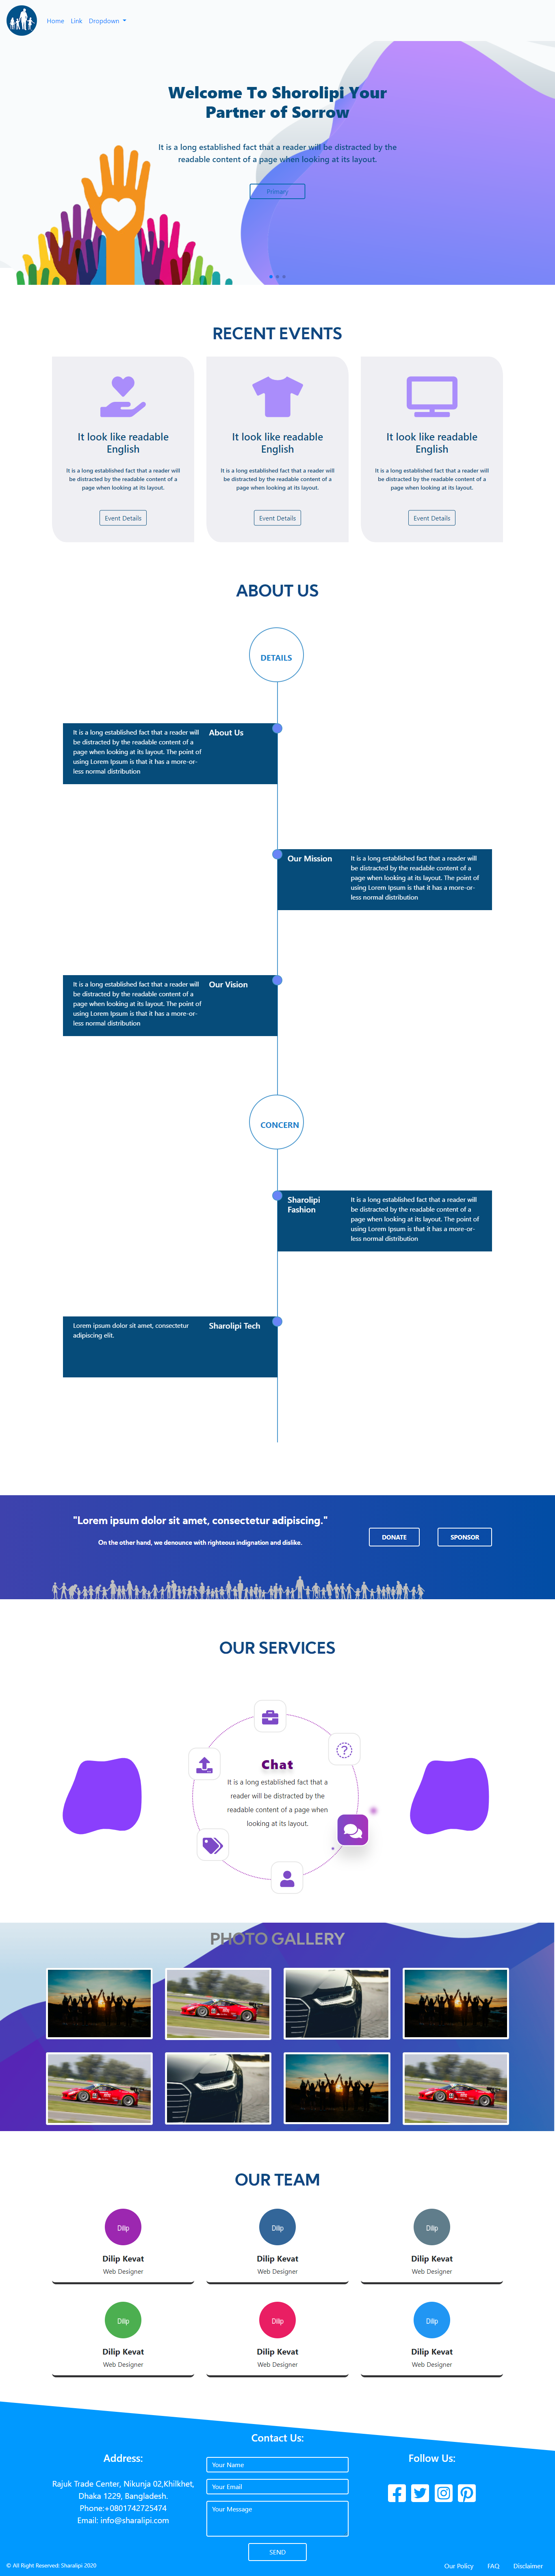 Home Link Dropdown
Welcome To Shorolipi Your
Partner of Sorrow
It is a long established fact that a reader will be distracted by the
readable content of a page when looking at its layout.
Primary
RECENT EVENTS
It look like readable
English
It is a long established fact that a reader will
be distracted by the readable content of a
page when looking at its layout.
Event Details
It look like readable
English
It is a long established fact that a reader will
be distracted by the readable content of a
page when looking at its layout.
Event Details
It look like readable
English
It is a long established fact that a reader will
be distracted by the readable content of a
page when looking at its layout.
Event Details
ABOUT US
DETAILS
About Us
It is a long established fact that a reader will
be distracted by the readable content of a
page when looking at its layout. The point of
using Lorem Ipsum is that it has a more-or-
less normal distribution
Our Mission
It is a long established fact that a reader will
be distracted by the readable content of a
page when looking at its layout. The point of
using Lorem Ipsum is that it has a more-or-
less normal distribution
Our Vision
It is a long established fact that a reader will
be distracted by the readable content of a
page when looking at its layout. The point of
using Lorem Ipsum is that it has a more-or-
less normal distribution
CONCERN
Sharolipi
Fashion
It is a long established fact that a reader will
be distracted by the readable content of a
page when looking at its layout. The point of
using Lorem Ipsum is that it has a more-or-
less normal distribution
Sharolipi Tech
Lorem ipsum dolor sit amet, consectetur
adipiscing elit.
"Lorem ipsum dolor sit amet, consectetur adipiscing."
On the other hand, we denounce with righteous indignation and dislike.
DONATE
SPONSOR
OUR SERVICES
Chat
It is a long established fact that a
reader will be distracted by the
readable content of a page when
looking at its layout.
PHOTO GALLERY
OUR TEAM
Dilip
Dilip Kevat
Web Designer
Dilip
Dilip Kevat
Web Designer
Dilip
Dilip Kevat
Web Designer
Dilip
Dilip Kevat
Web Designer
Dilip
Dilip Kevat
Web Designer
Dilip
Dilip Kevat
Web Designer
Address:
Rajuk Trade Center, Nikunja 02,Khilkhet,
Dhaka 1229, Bangladesh.
Phone:+0801742725474
Email: info@sharalipi.com
Contact Us:
Your Name
Your Email
Your Message
SEND
Follow Us:
© All Right Reserved: Sharalipi 2020
Our Policy FAQ Disclaimer